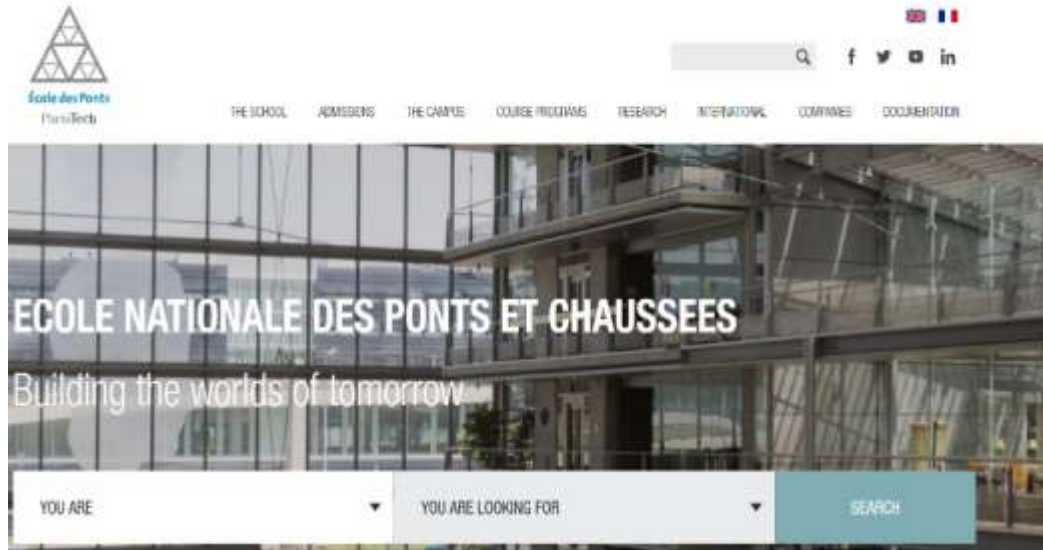 École des Ponts
ParisTech
THE SCHOOL ADMISSIONS THE CAMPUS COURSE PROGRAMS RESEARCH INTERNATIONAL COMPANIES DOCUMENTATION
ECOLE NATIONALE DES PONTS ET CHAUSSEES
Building the worlds of tomorrow
YOU ARE YOU ARE LOOKING FOR SEARCH